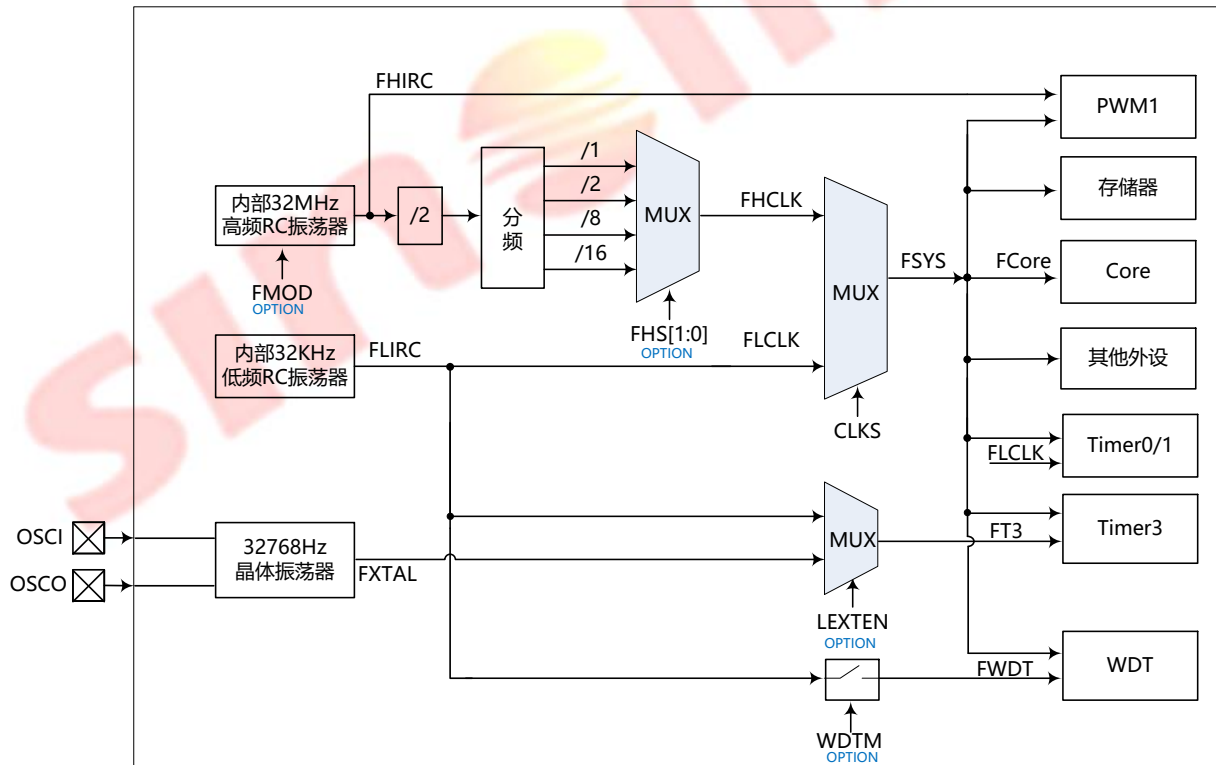 FHIRC
PWM1
内部32MHz
高频RC振荡器
/2
分
频
/1
/2
/8
/16
MUX
FHCLK
存储器
FMOD
OPTION
FHS[1:0]
OPTION
MUX
FSYS
FCore
Core
内部32KHz
低频RC振荡器
FLIRC
FLCLK
其他外设
CLKS
Timer0/1
FLCLK
OSCI
OSCO
32768Hz
晶体振荡器
FXTAL
MUX
FT3
Timer3
LEXTEN
OPTION
FWDT
WDT
WDTM
OPTION